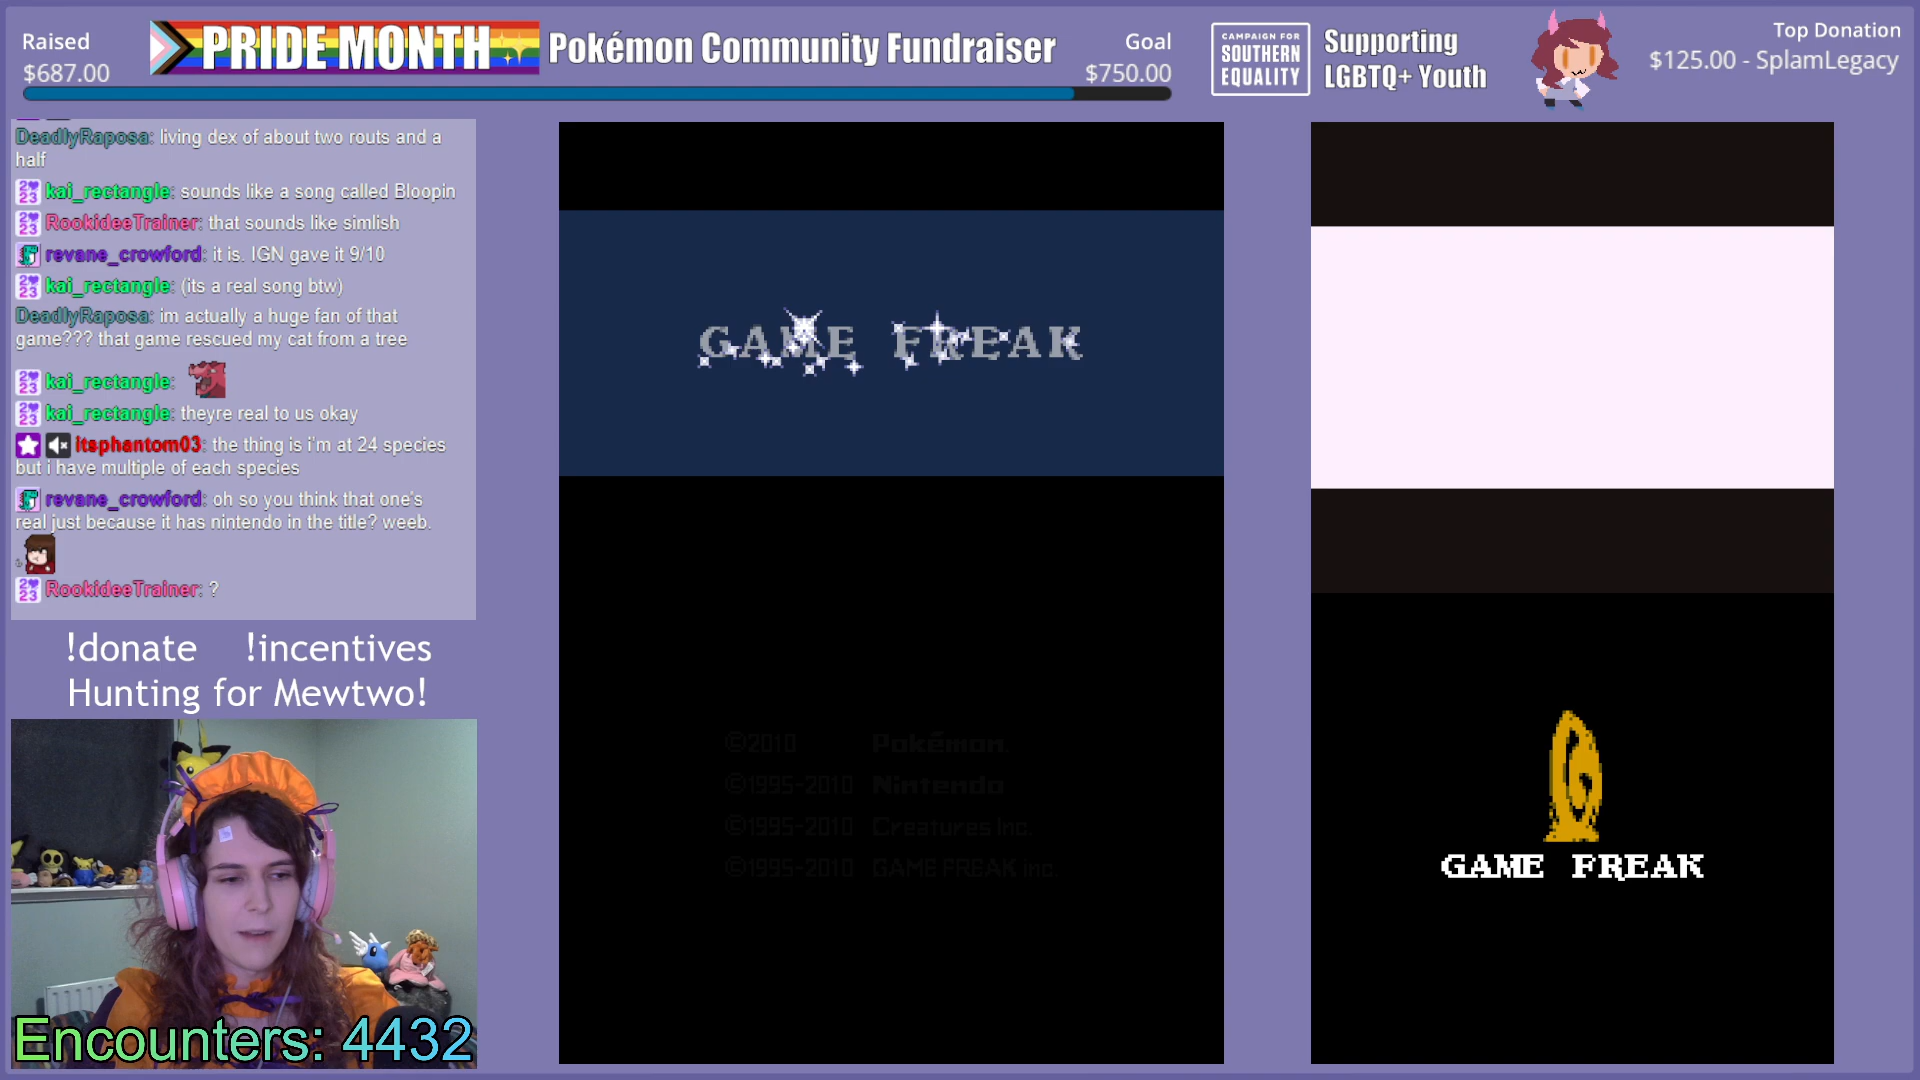 Raised
$687.00
PRIDE MONTH
Pokémon Community Fundraiser
Goal
$750.00
CAMPAIGN FOR
SOUTHERN
EQUALITY
Supporting
LGBTQ+ Youth
Top Donation
$125.00 - SplamLegacy
DeadlyRaposa: living dex of about two routs and a
half
kai_rectangle: sounds like a song called Bloopin
RookideeTrainer: that sounds like simlish
revane_crowford: it is. IGN gave it 9/10
kai_rectangle: (its a real song btw)
DeadlyRaposa: im actually a huge fan of that
game??? that game rescued my cat from a tree
kai_rectangle:
kai_rectangle: theyre real to us okay
itsphantom03: the thing is i'm at 24 species
but i have multiple of each species
revane_crowford: oh so you think that one's
real just because it has nintendo in the title? weeb.
RookideeTrainer: ?
!donate !incentives
Hunting for Mewtwo!
Encounters: 4432
GAME FREAK
©2010 Pokémon.
©1995-2010 Nintendo
©1995-2010 Creatures Inc.
©1995-2010 GAME FREAK inc.
GAME FREAK